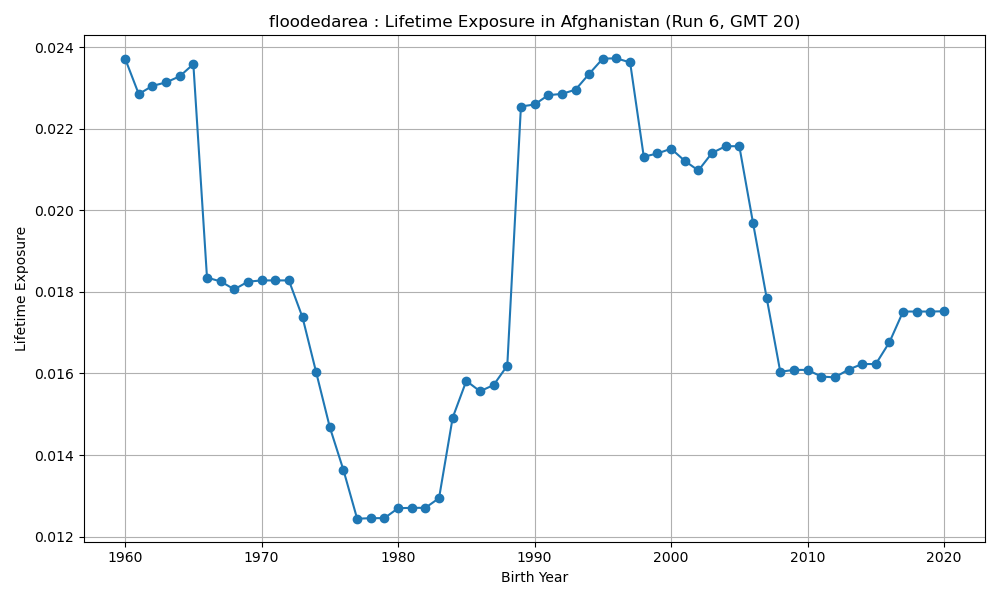 floodedarea : Lifetime Exposure in Afghanistan (Run 6, GMT 20)
Lifetime Exposure
0.024
0.022
0.020
0.018
0.016
0.014
0.012
1960 1970 1980 1990 2000 2010 2020
Birth Year